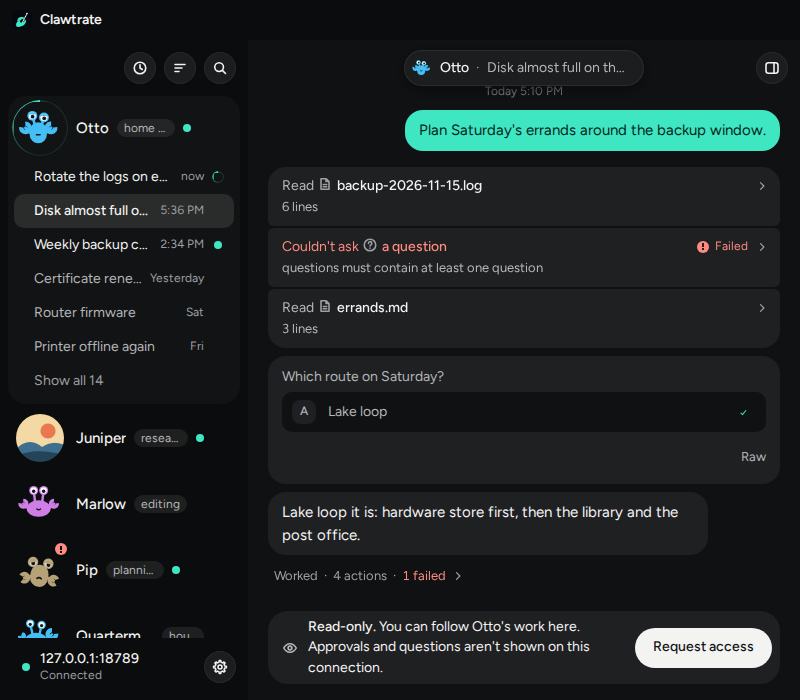 Clawtrate
Otto home ...
Rotate the logs on e... now
Disk almost full o... 5:36 PM
Weekly backup c... 2:34 PM
Certificate rene... Yesterday
Router firmware Sat
Printer offline again Fri
Show all 14
Juniper resea...
Marlow editing
Pip planni...
Quarterm hou
127.0.0.1:18789
Connected
Otto · Disk almost full on th...
Today 5:10 PM
Plan Saturday's errands around the backup window.
Read backup-2026-11-15.log
6 lines
Couldn't ask a question Failed
questions must contain at least one question
Read errands.md
3 lines
Which route on Saturday?
A Lake loop
Raw
Lake loop it is: hardware store first, then the library and the
post office.
Worked · 4 actions · 1 failed
Read-only. You can follow Otto's work here.
Approvals and questions aren't shown on this
connection.
Request access